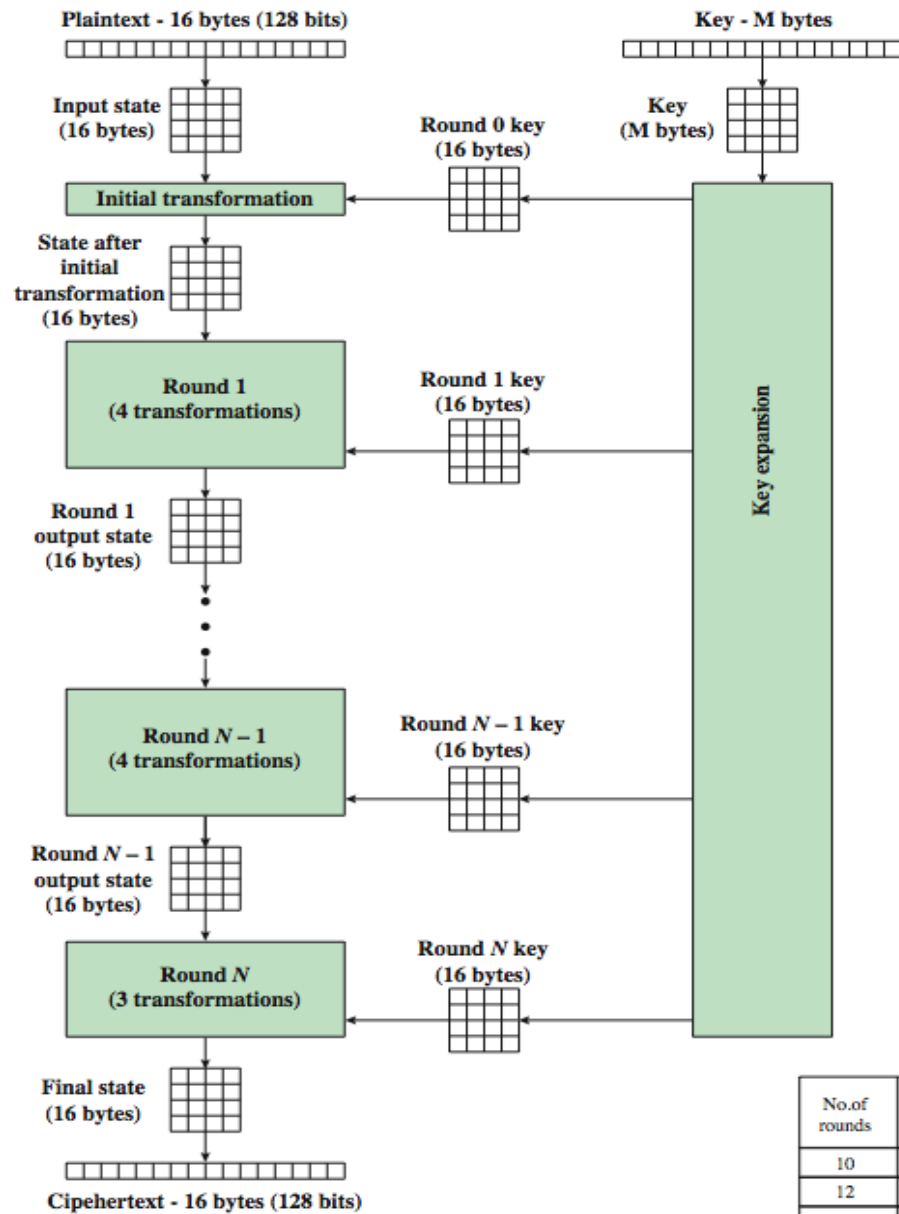 Plaintext - 16 bytes (128 bits)
Key - M bytes
Input state
(16 bytes)
Key
(M bytes)
Round 0 key
(16 bytes)
Initial transformation
State after
initial
transformation
(16 bytes)
Round 1
(4 transformations)
Round 1 key
(16 bytes)
Key expansion
Round 1
output state
(16 bytes)
Round N – 1
(4 transformations)
Round N – 1 key
(16 bytes)
Round N – 1
output state
(16 bytes)
Round N
(3 transformations)
Round N key
(16 bytes)
Final state
(16 bytes)
No.of
rounds
10
12
Cipehertext - 16 bytes (128 bits)